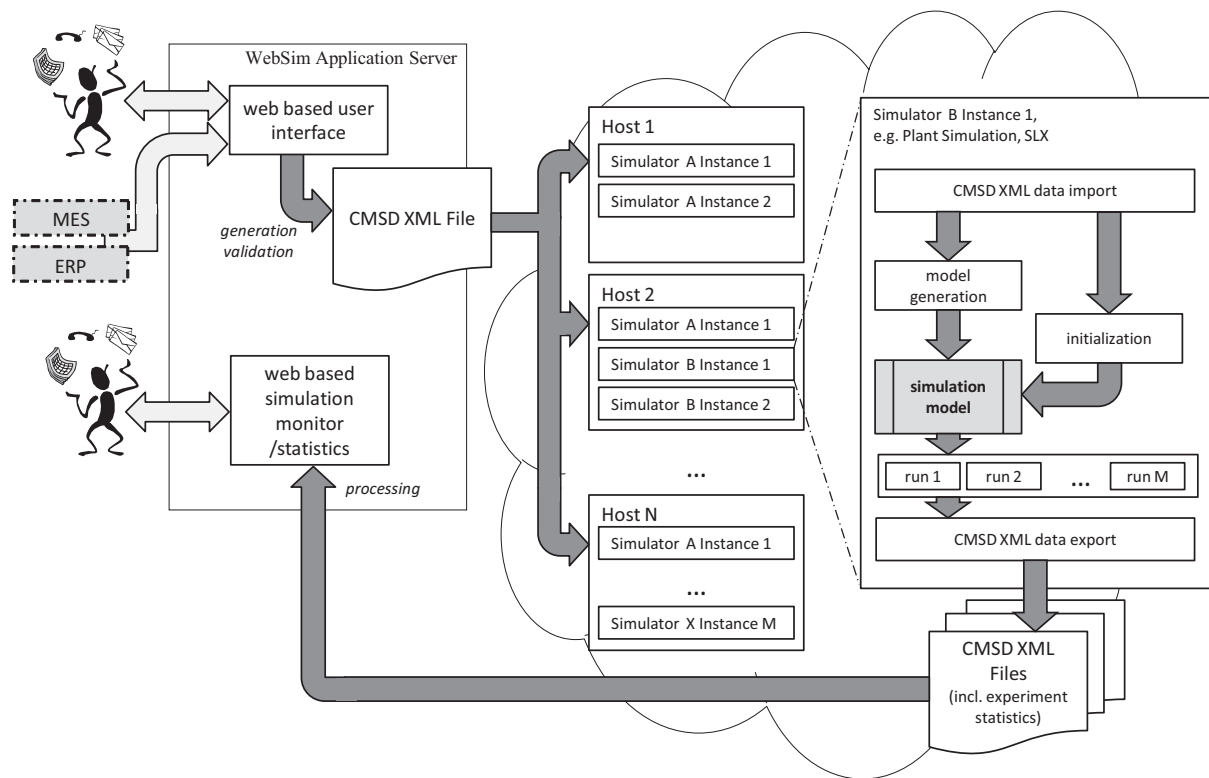 WebSim Application Server
web based user
interface
MES
ERP
generation
validation
CMSD XML File
web based
simulation
monitor
/statistics
processing
Host 1
Simulator A Instance 1
Simulator A Instance 2
Host 2
Simulator A Instance 1
Simulator B Instance 1
Simulator B Instance 2
...
Host N
Simulator A Instance 1
...
Simulator X Instance M
Simulator B Instance 1,
e.g. Plant Simulation, SLX
CMSD XML data import
model
generation
initialization
simulation
model
run 1
run 2
...
run M
CMSD XML data export
CMSD XML
Files
(incl. experiment
statistics)